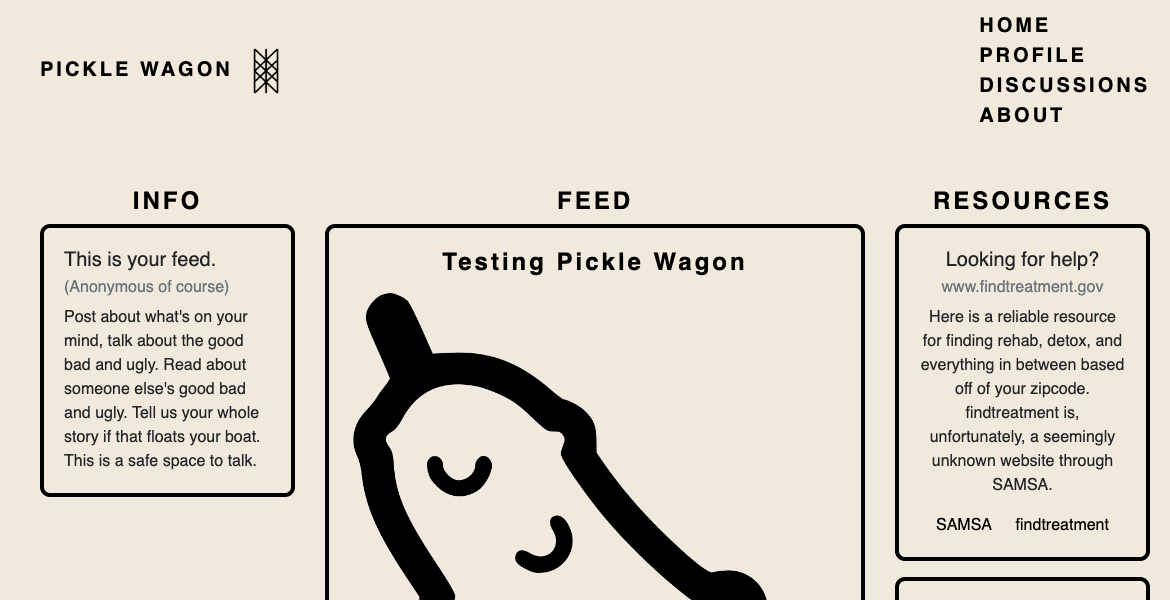 PICKLE WAGON
HOME
PROFILE
DISCUSSIONS
ABOUT
INFO
This is your feed.
(Anonymous of course)
Post about what's on your
mind, talk about the good
bad and ugly. Read about
someone else's good bad
and ugly. Tell us your whole
story if that floats your boat.
This is a safe space to talk.
FEED
Testing Pickle Wagon
RESOURCES
Looking for help?
www.findtreatment.gov
Here is a reliable resource
for finding rehab, detox, and
everything in between based
off of your zipcode.
findtreatment is,
unfortunately, a seemingly
unknown website through
SAMSA.
SAMSA findtreatment